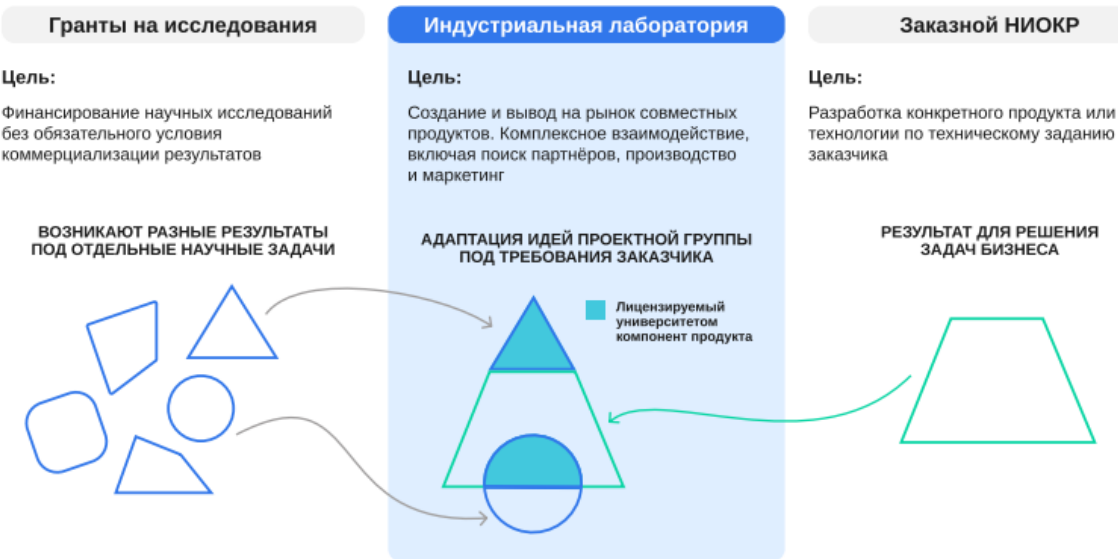 Гранты на исследования
Цель:
Финансирование научных исследований
без обязательного условия
коммерциализации результатов
ВОЗНИКАЮТ РАЗНЫЕ РЕЗУЛЬТАТЫ
ПОД ОТДЕЛЬНЫЕ НАУЧНЫЕ ЗАДАЧИ
Индустриальная лаборатория
Цель:
Создание и вывод на рынок совместных
продуктов. Комплексное взаимодействие,
включая поиск партнёров, производство
и маркетинг
АДАПТАЦИЯ ИДЕЙ ПРОЕКТНОЙ ГРУППЫ
ПОД ТРЕБОВАНИЯ ЗАКАЗЧИКА
Лицензируемый
университетом
компонент продукта
Заказной НИОКР
Цель:
Разработка конкретного продукта или
технологии по техническому заданию
заказчика
РЕЗУЛЬТАТ ДЛЯ РЕШЕНИЯ
ЗАДАЧ БИЗНЕСА